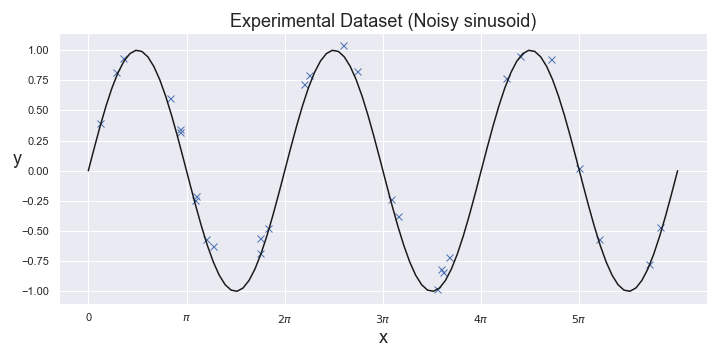 Experimental Dataset (Noisy sinusoid)
1.00
0.75
0.50
0.25
0.00
−0.25
−0.50
−0.75
−1.00
y
0 π 2π 3π 4π 5π
x